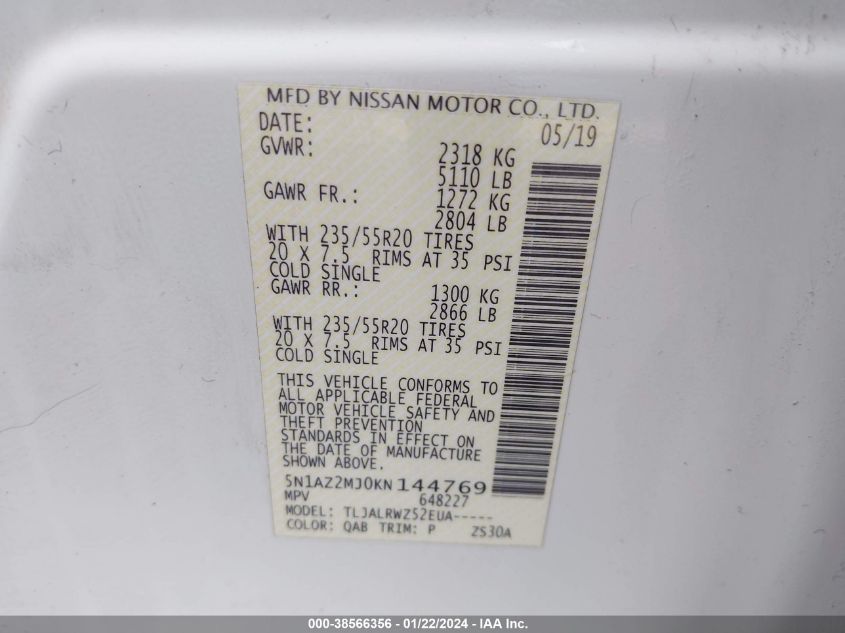 MFD BY NISSAN MOTOR CO., LTD.
DATE: 05/19
GVWR: 2318 KG
5110 LB
GAWR FR.: 1272 KG
2804 LB
WITH 235/55R20 TIRES
20 X 7.5 RIMS AT 35 PSI
COLD SINGLE
GAWR RR.: 1300 KG
2866 LB
WITH 235/55R20 TIRES
20 X 7.5 RIMS AT 35 PSI
COLD SINGLE
THIS VEHICLE CONFORMS TO
ALL APPLICABLE FEDERAL
MOTOR VEHICLE SAFETY AND
THEFT PREVENTION
STANDARDS IN EFFECT ON
THE DATE OF MANUFACTURE
SHOWN ABOVE.
5N1AZ2MJ0KN144769
MPV 648227
MODEL: TLJALRWZ52EUA-----
COLOR: QAB TRIM: P ZS30A
000-38566356 - 01/22/2024 - IAA Inc.